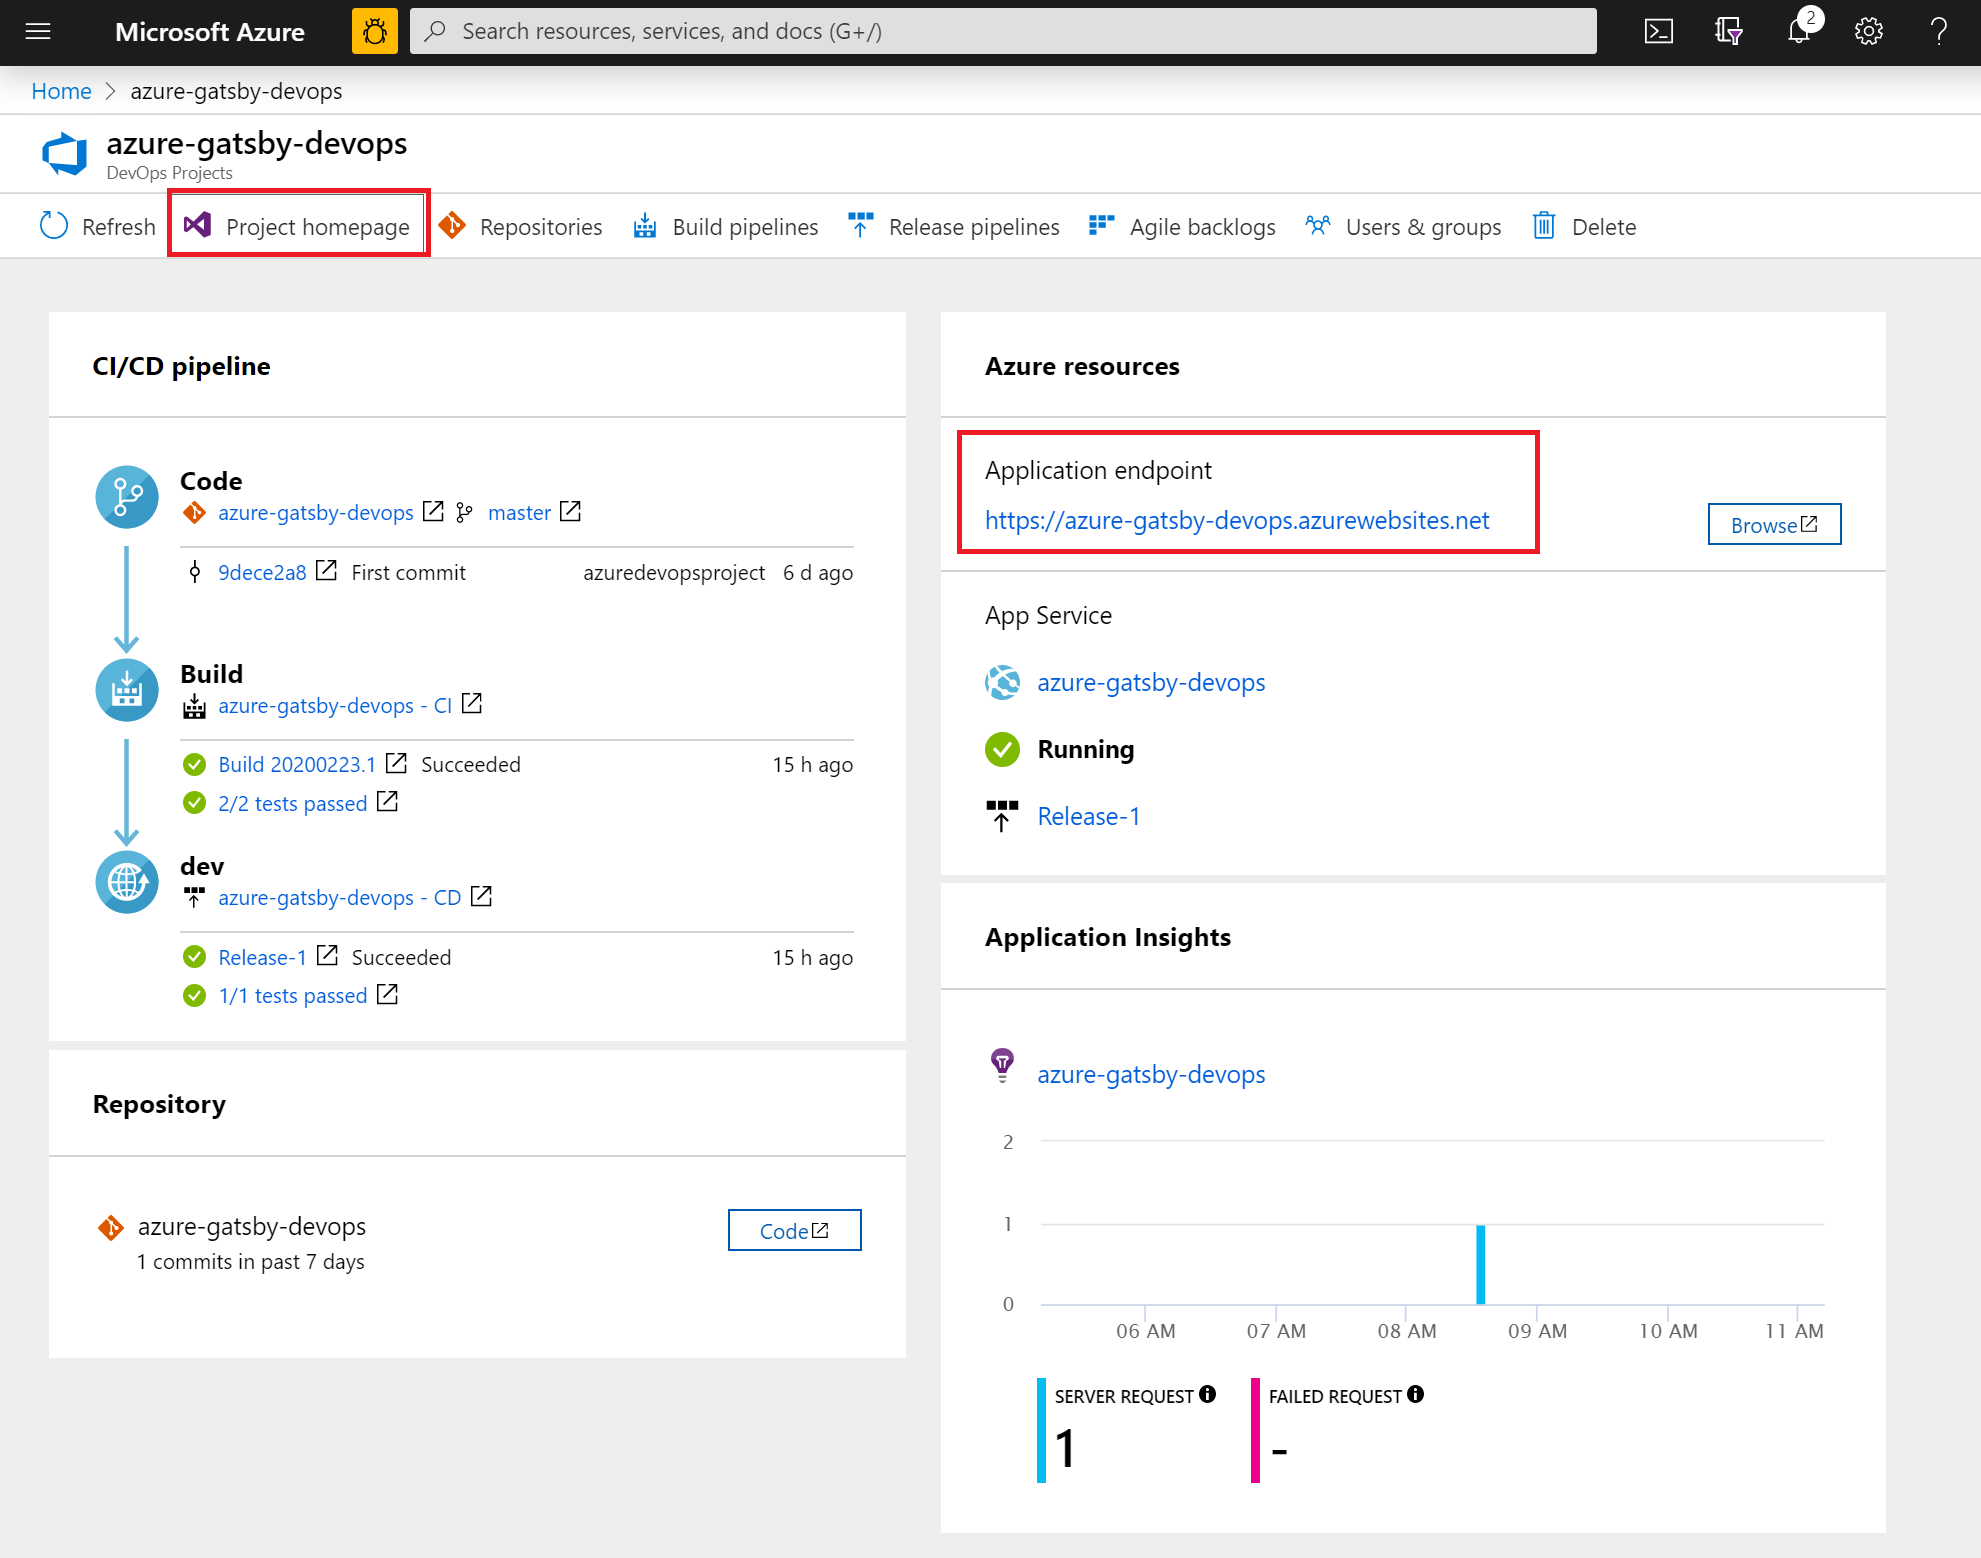 Microsoft Azure
Search resources, services, and docs (G+/)
2
Home > azure-gatsby-devops
azure-gatsby-devops
DevOps Projects
Refresh
Project homepage
Repositories
Build pipelines
Release pipelines
Agile backlogs
Users & groups
Delete
CI/CD pipeline
Code
azure-gatsby-devops master
9dece2a8 First commit azuredevopsproject 6 d ago
Build
azure-gatsby-devops - CI
Build 20200223.1 Succeeded 15 h ago
2/2 tests passed
dev
azure-gatsby-devops - CD
Release-1 Succeeded 15 h ago
1/1 tests passed
Repository
azure-gatsby-devops
1 commits in past 7 days
Code
Azure resources
Application endpoint
https://azure-gatsby-devops.azurewebsites.net
Browse
App Service
azure-gatsby-devops
Running
Release-1
Application Insights
azure-gatsby-devops
2
1
0
06 AM 07 AM 08 AM 09 AM 10 AM 11 AM
SERVER REQUEST
1
FAILED REQUEST
-